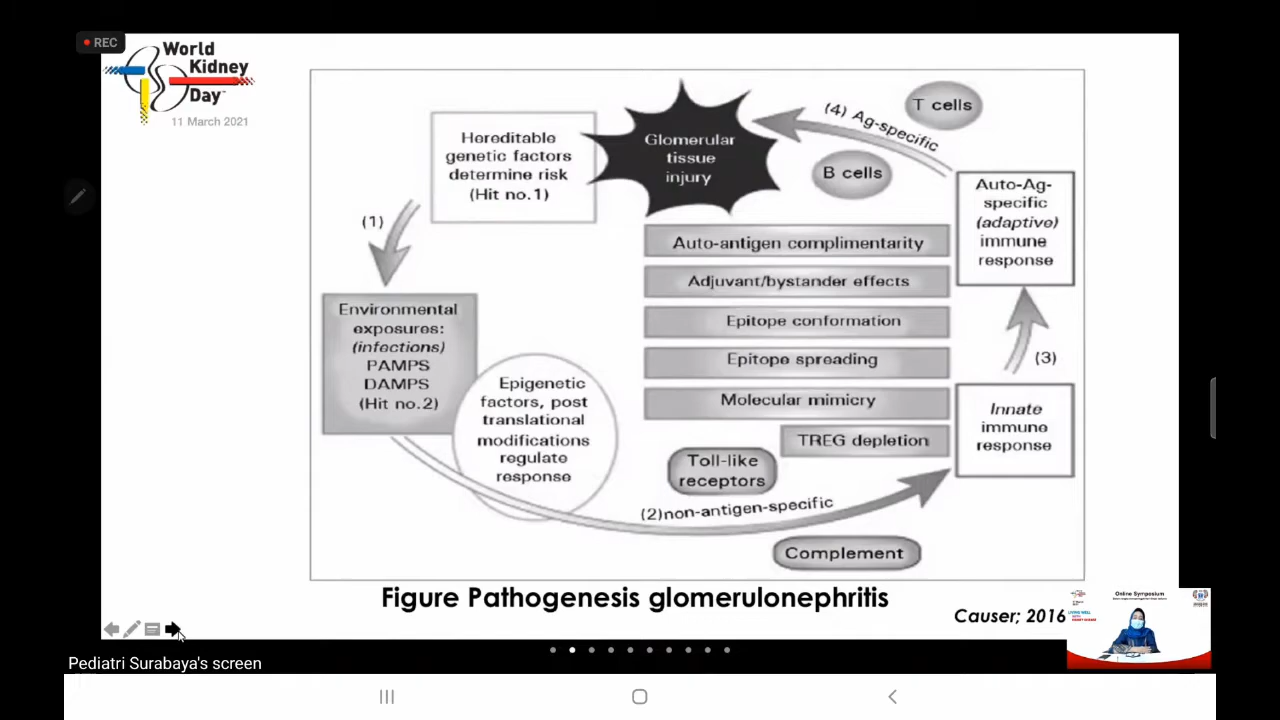 REC
World
Kidney
Day
11 March 2021
Hereditable
genetic factors
determine risk
(Hit no.1)
Glomerular
tissue
injury
(4) Ag-specific
T cells
B cells
(1)
Auto-Ag-
specific
(adaptive)
immune
response
Auto-antigen complimentarity
Adjuvant/bystander effects
Epitope conformation
Epitope spreading
Molecular mimicry
TREG depletion
Environmental
exposures:
(infections)
PAMPS
DAMPS
(Hit no.2)
Epigenetic
factors, post
translational
modifications
regulate
response
(3)
Innate
immune
response
Toll-like
receptors
(2)non-antigen-specific
Complement
Figure Pathogenesis glomerulonephritis
Causer; 2016
Online Symposium
Pediatri Surabaya's screen